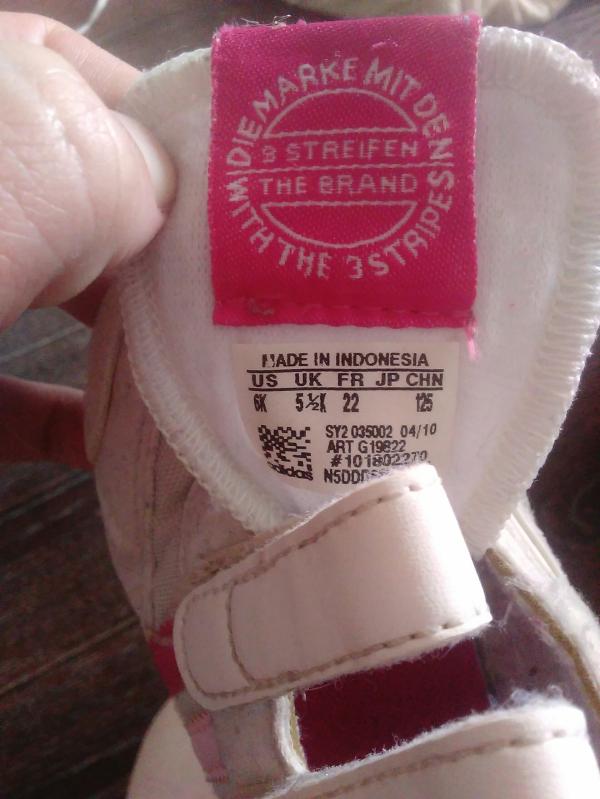 DIE MARKE MIT DEN
3 STREIFEN
THE BRAND
WITH THE 3 STRIPES
MADE IN INDONESIA
US UK FR JP CHN
6K 5½K 22 125
SY2 035002 04/10
ART G19822
#101802270